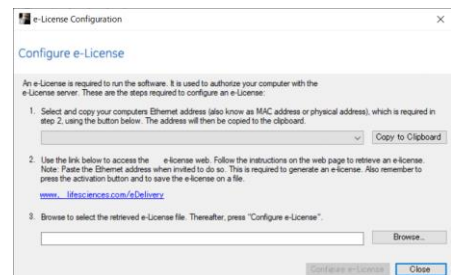 e-License Configuration
Configure e-License
An e-License is required to run the software. It is used to authorize your computer with the
e-License server. These are the steps required to configure an e-License:
1. Select and copy your computers Ethernet address (also know as MAC address or physical address), which is required in
step 2, using the button below. The address will then be copied to the clipboard.
Copy to Clipboard
2. Use the link below to access the e-license web. Follow the instructions on the web page to retrieve an e-license.
Note: Paste the Ethernet address when invited to do so. This is required to generate an e-license. Also remember to
press the activation button and to save the e-license on a file.
www. lifesciences.com/eDelivery
3. Browse to select the retrieved e-License file. Thereafter, press "Configure e-License".
Browse...
Configure e-License Close